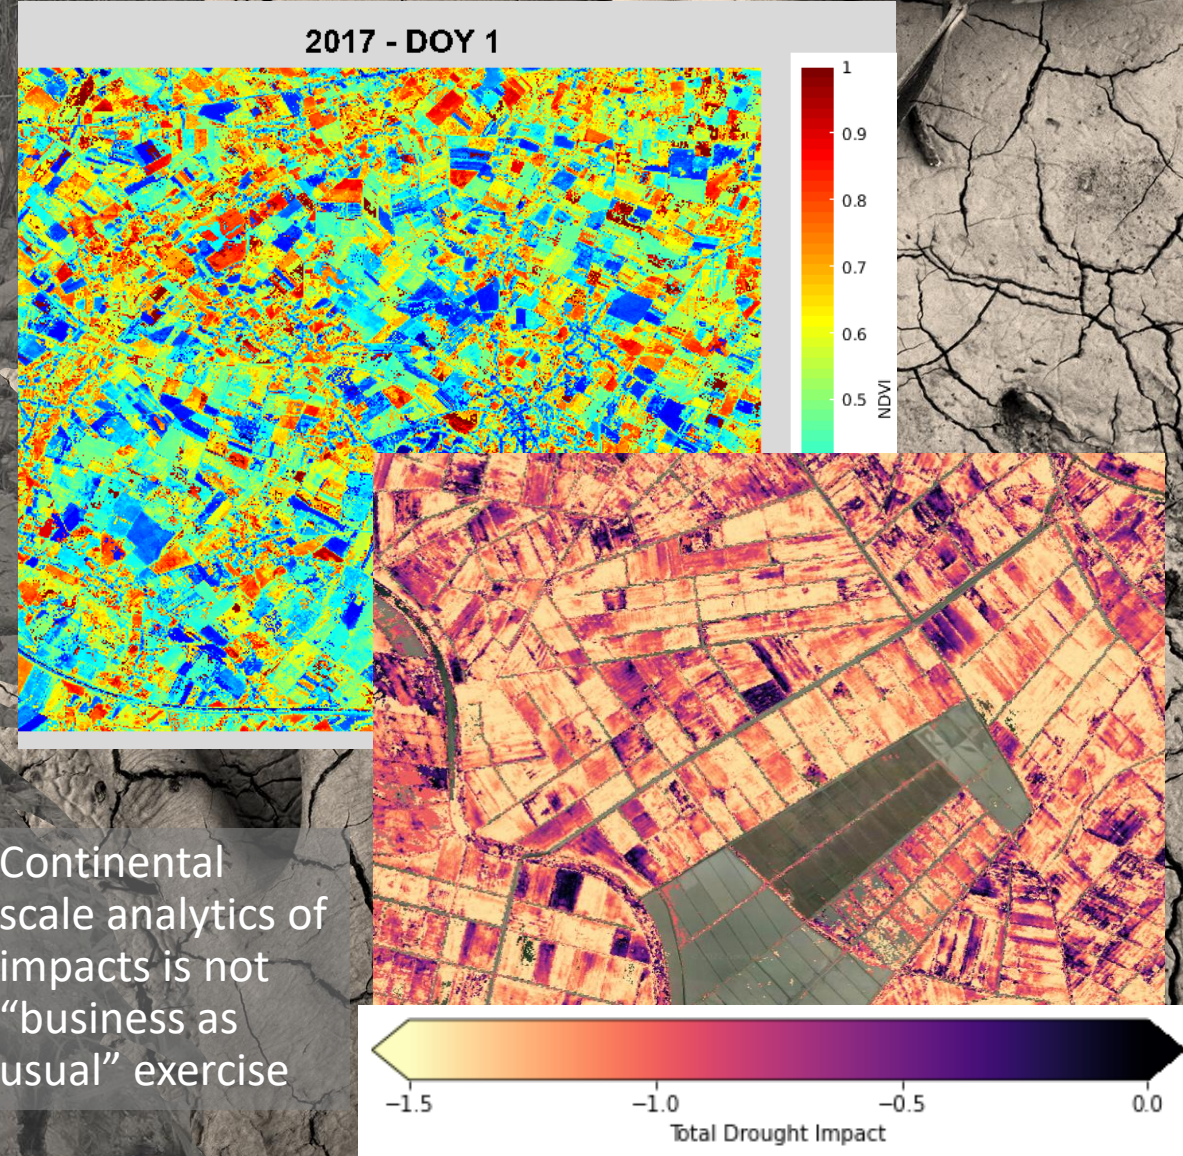 2017 - DOY 1
1
0.9
0.8
0.7
0.6
0.5
NDVI
Continental
scale analytics of
impacts is not
“business as
usual” exercise
−1.5
−1.0
−0.5
0.0
Total Drought Impact